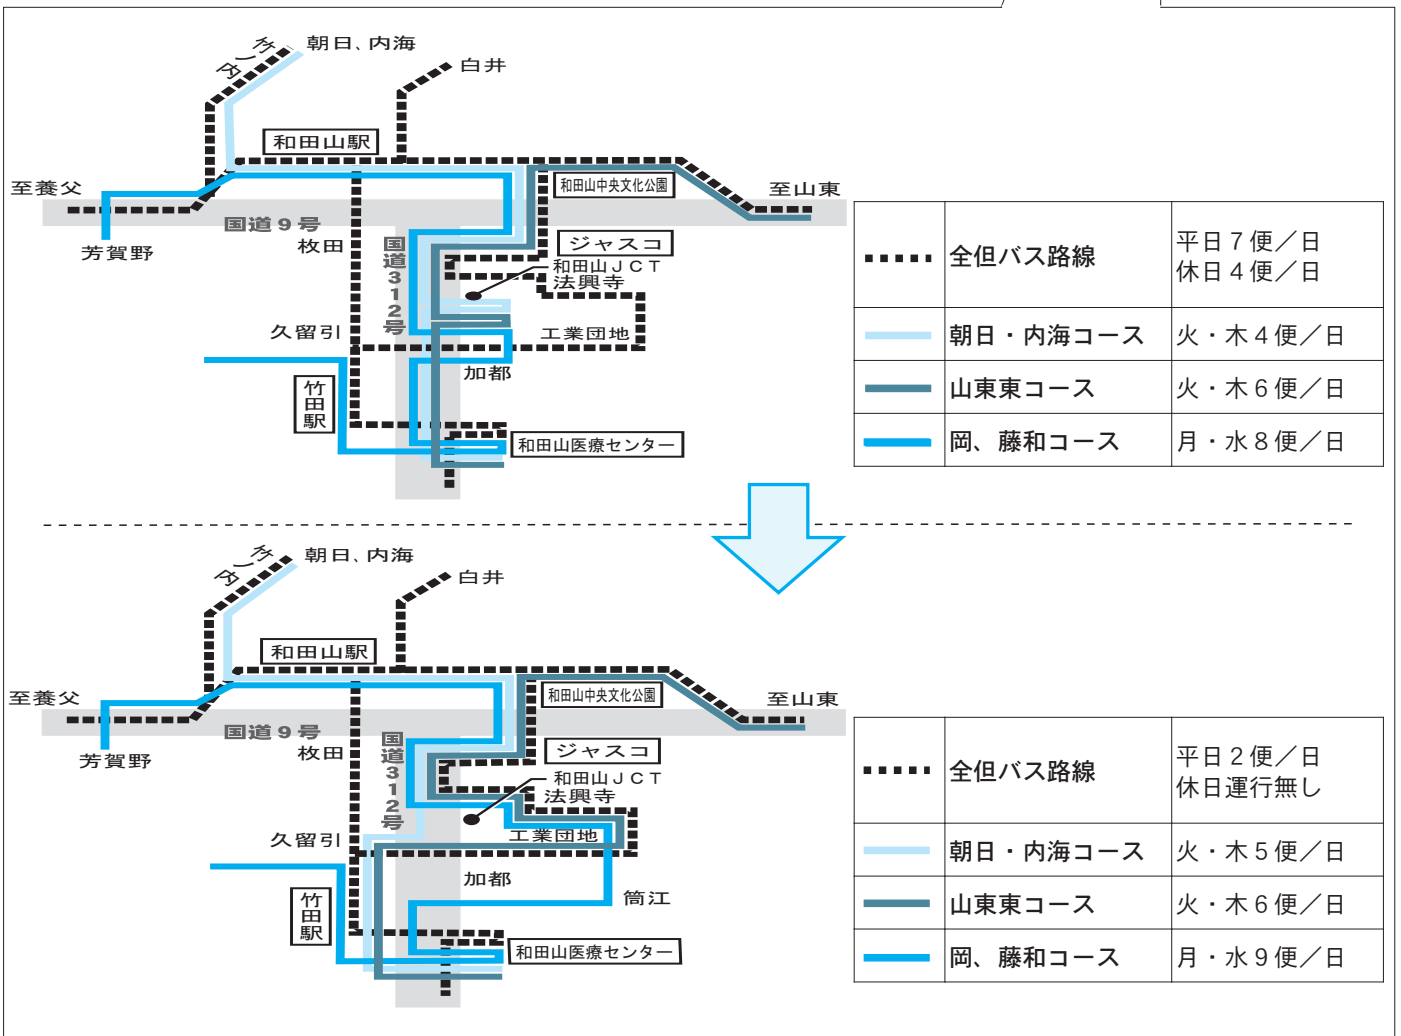 竹ノ内
朝日、内海
白井
和田山駅
至養父
和田山中央文化公園
至山東
国道9号
芳賀野
枚田
国道312号
ジャスコ
和田山JCT
法興寺
久留引
工業団地
加都
竹田駅
和田山医療センター
全但バス路線
平日7便/日
休日4便/日
朝日・内海コース
火・木4便/日
山東東コース
火・木6便/日
岡、藤和コース
月・水8便/日
竹ノ内
朝日、内海
白井
和田山駅
至養父
和田山中央文化公園
至山東
国道9号
芳賀野
枚田
国道312号
ジャスコ
和田山JCT
法興寺
久留引
工業団地
加都
筒江
竹田駅
和田山医療センター
全但バス路線
平日2便/日
休日運行無し
朝日・内海コース
火・木5便/日
山東東コース
火・木6便/日
岡、藤和コース
月・水9便/日